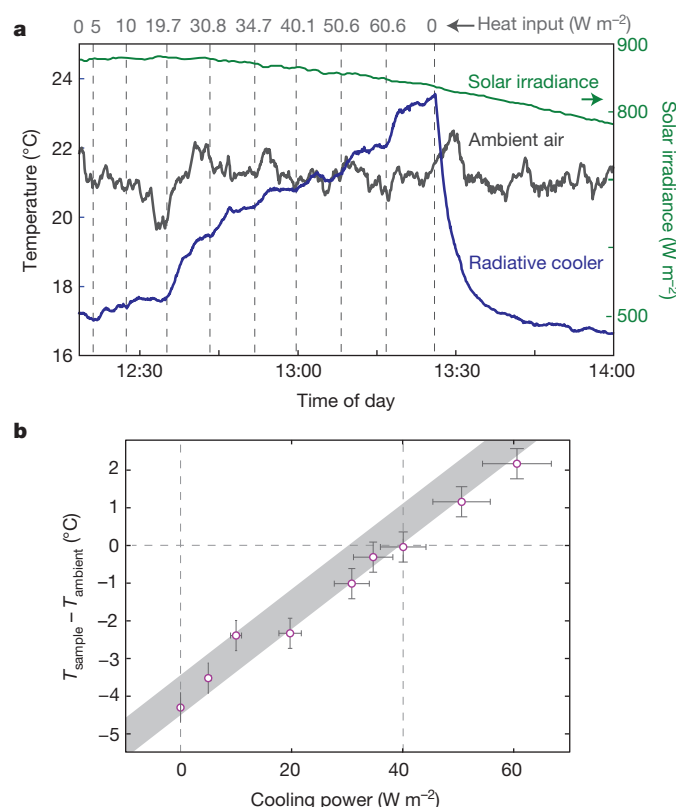 a
0 5 10 19.7 30.8 34.7 40.1 50.6 60.6 0 Heat input (W m⁻²)
24
22
20
18
16
Temperature (°C)
900
800
500
Solar irradiance (W m⁻²)
Solar irradiance
Ambient air
Radiative cooler
12:30 13:00 13:30 14:00
Time of day
b
2
1
0
−1
−2
−3
−4
−5
T_sample − T_ambient (°C)
0 20 40 60
Cooling power (W m⁻²)